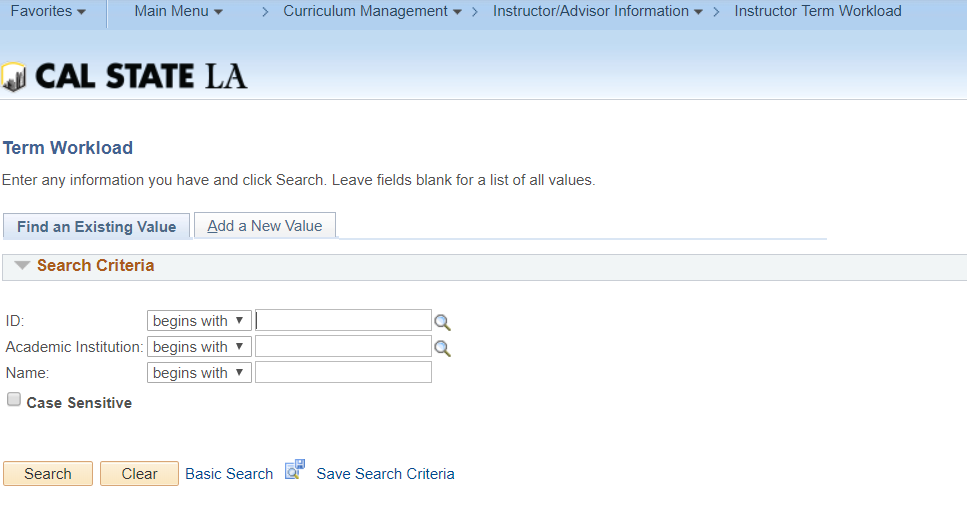 Favorites Main Menu > Curriculum Management > Instructor/Advisor Information > Instructor Term Workload
CAL STATE LA
Term Workload
Enter any information you have and click Search. Leave fields blank for a list of all values.
Find an Existing Value Add a New Value
Search Criteria
ID: begins with
Academic Institution: begins with
Name: begins with
Case Sensitive
Search Clear Basic Search Save Search Criteria